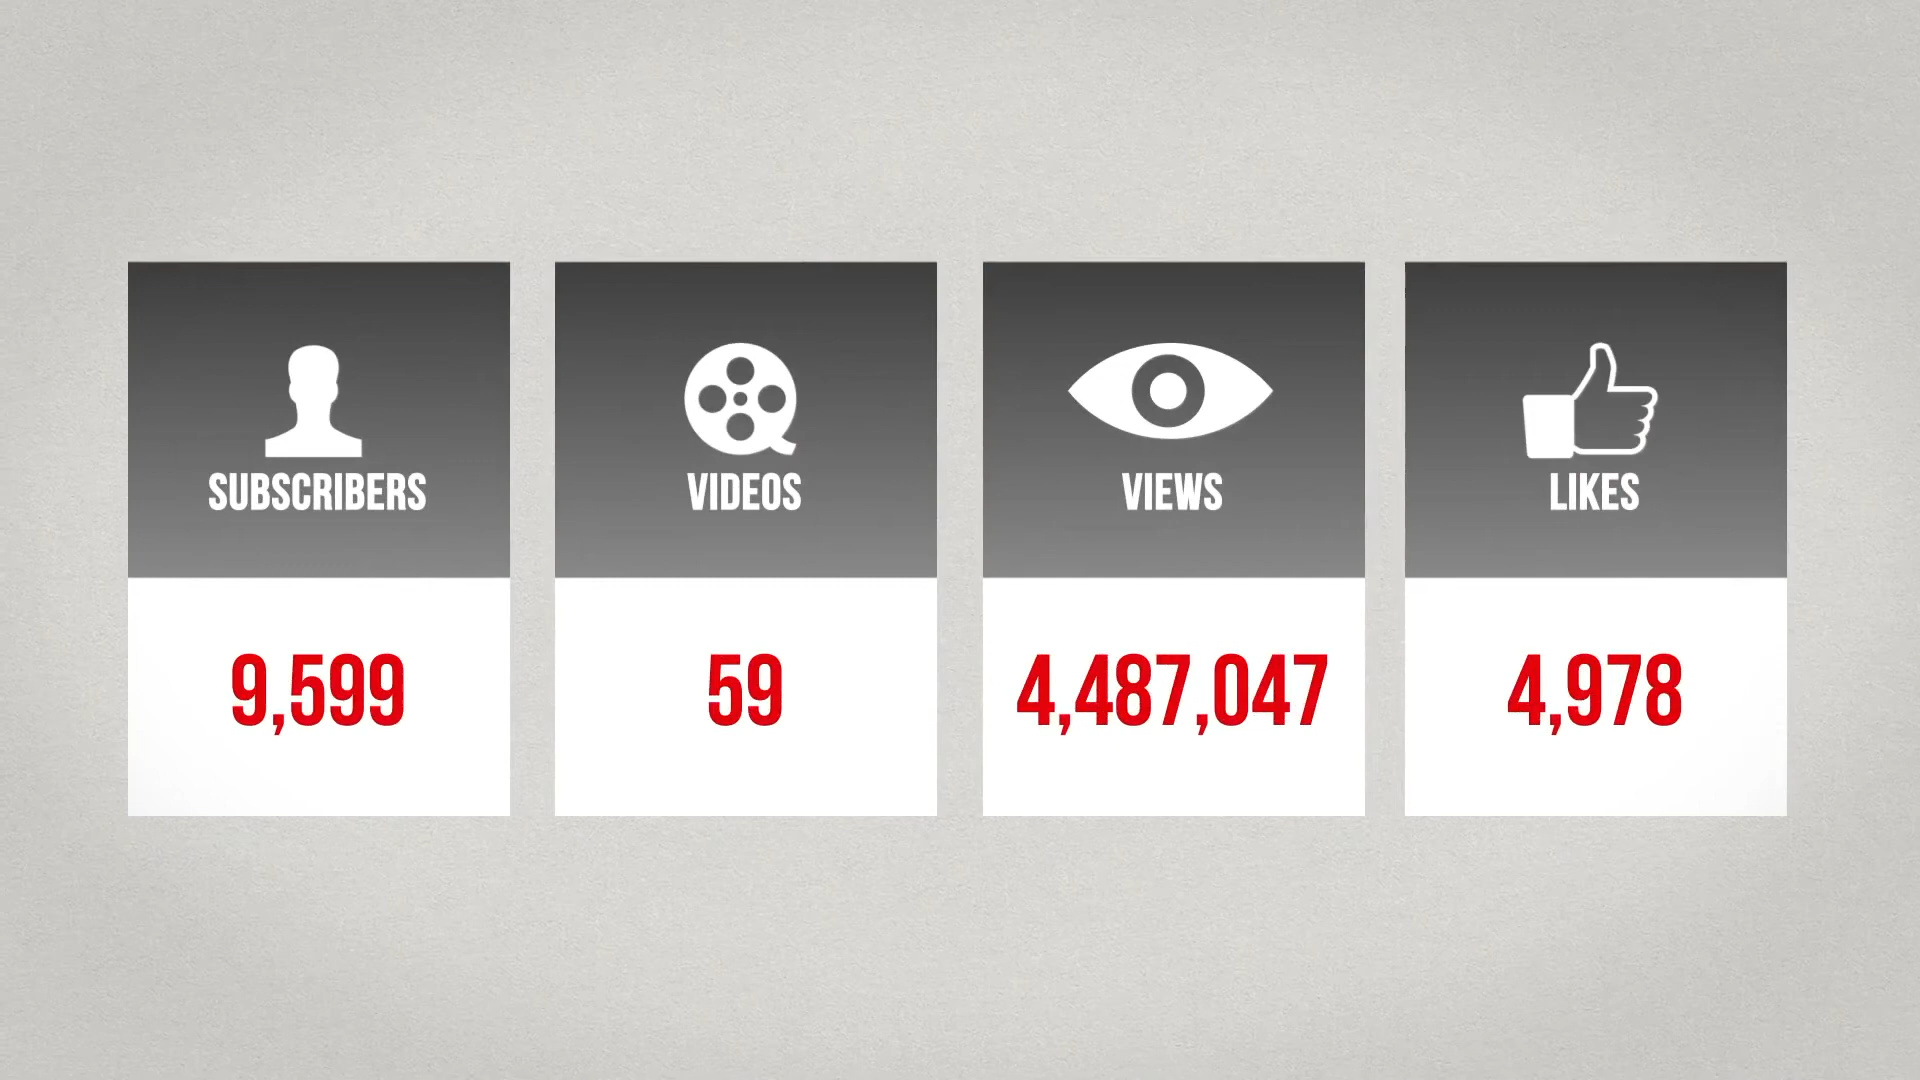 SUBSCRIBERS
9,599
VIDEOS
59
VIEWS
4,487,047
LIKES
4,978